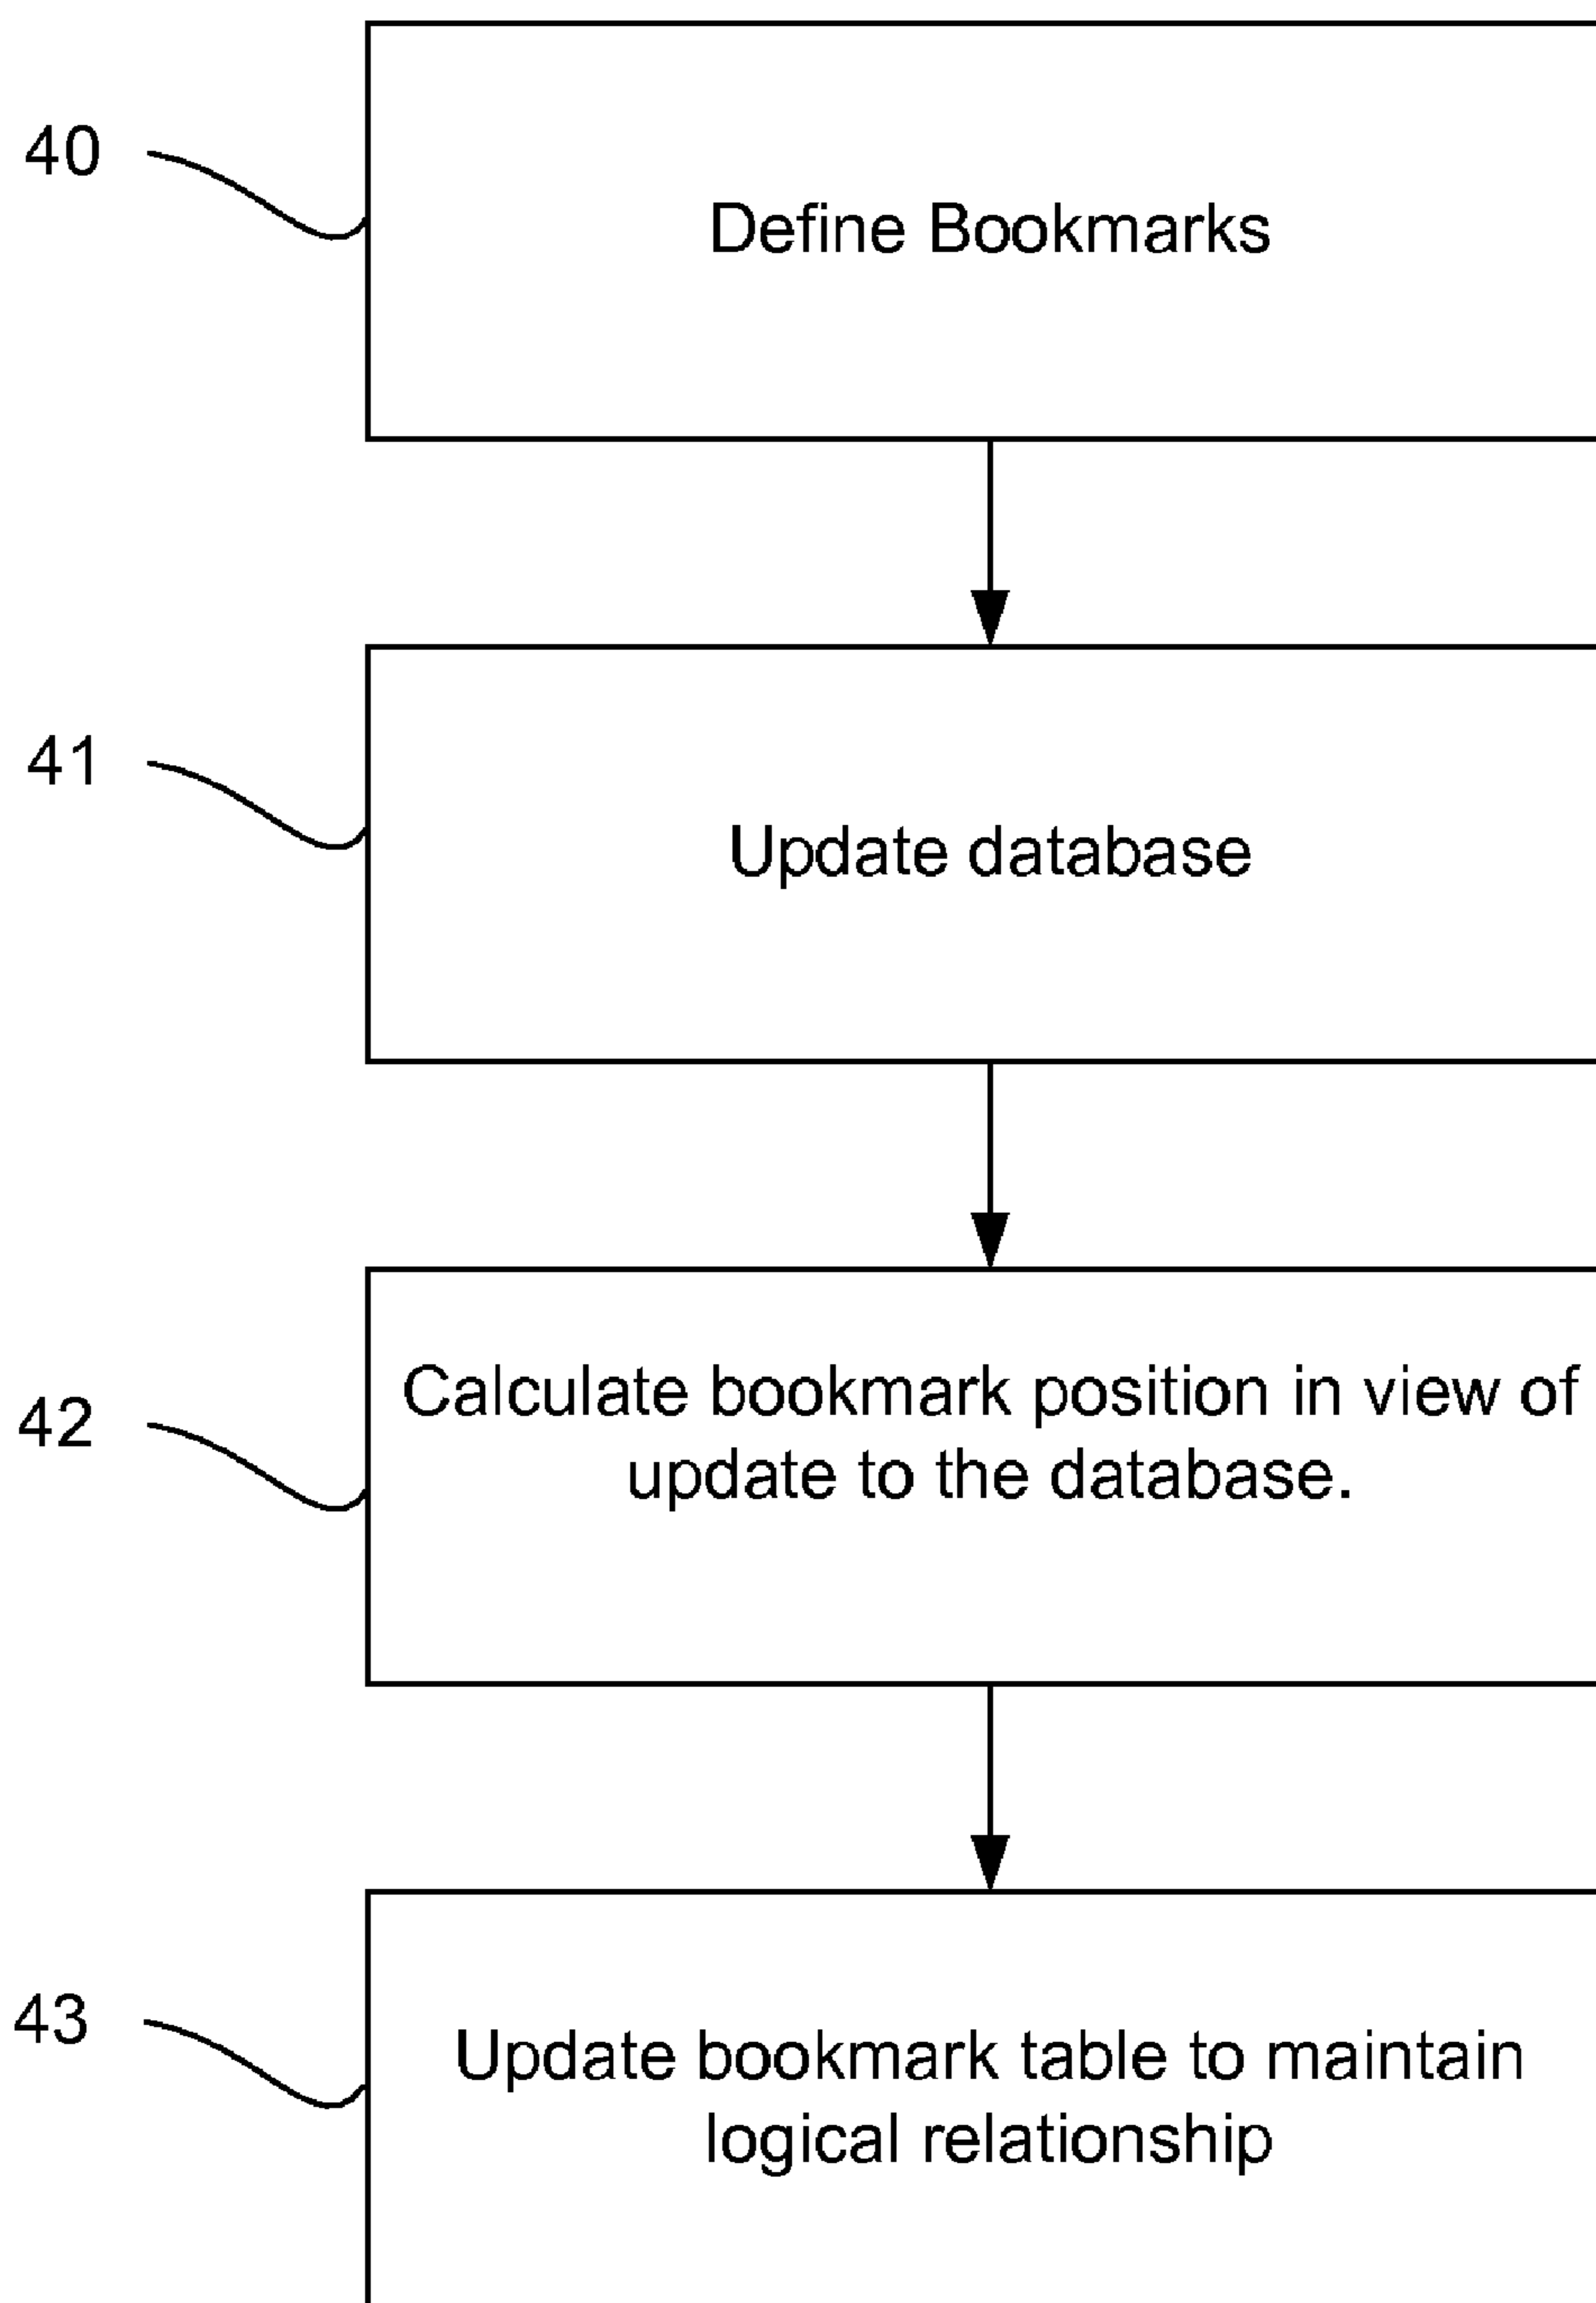 40
Define Bookmarks
41
Update database
42
Calculate bookmark position in view of
update to the database.
43
Update bookmark table to maintain
logical relationship